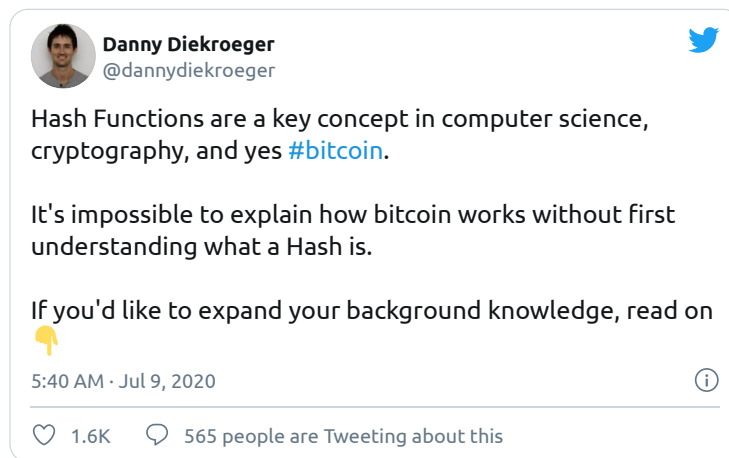 Danny Diekroeger
@dannydiekroeger
Hash Functions are a key concept in computer science,
cryptography, and yes #bitcoin.
It's impossible to explain how bitcoin works without first
understanding what a Hash is.
If you'd like to expand your background knowledge, read on
👇
5:40 AM · Jul 9, 2020
1.6K
565 people are Tweeting about this